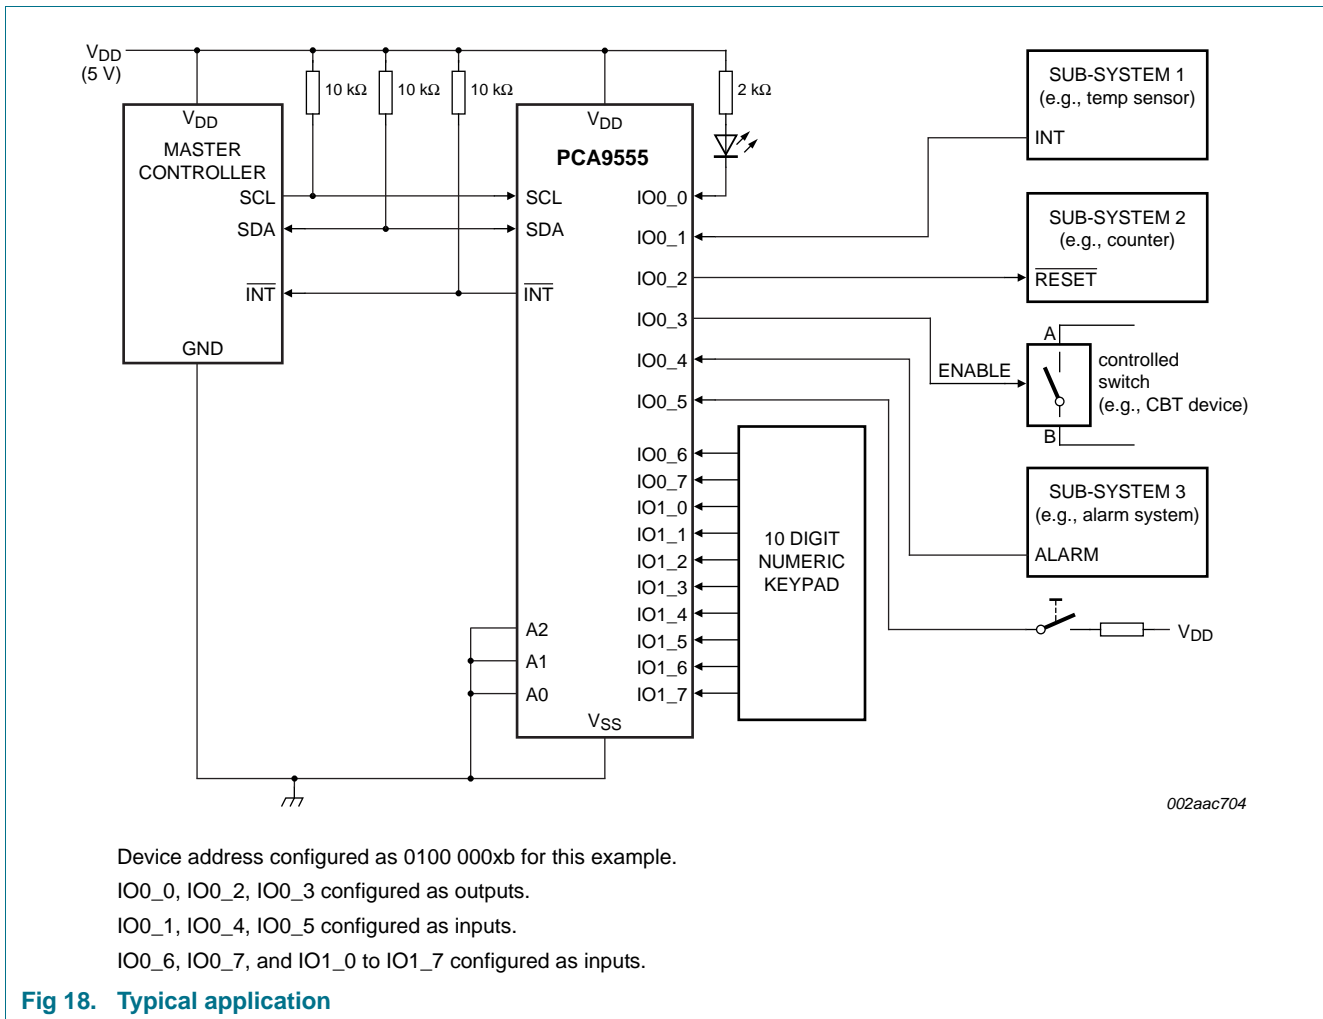 VDD
(5 V)
10 kΩ
10 kΩ
10 kΩ
2 kΩ
VDD
MASTER
CONTROLLER
SCL
SDA
INT
GND
VDD
PCA9555
SCL
SDA
INT
A2
A1
A0
VSS
IO0_0
IO0_1
IO0_2
IO0_3
IO0_4
IO0_5
IO0_6
IO0_7
IO1_0
IO1_1
IO1_2
IO1_3
IO1_4
IO1_5
IO1_6
IO1_7
10 DIGIT
NUMERIC
KEYPAD
SUB-SYSTEM 1
(e.g., temp sensor)
INT
SUB-SYSTEM 2
(e.g., counter)
RESET
A
ENABLE
controlled
switch
(e.g., CBT device)
B
SUB-SYSTEM 3
(e.g., alarm system)
ALARM
VDD
002aac704
Device address configured as 0100 000xb for this example.
IO0_0, IO0_2, IO0_3 configured as outputs.
IO0_1, IO0_4, IO0_5 configured as inputs.
IO0_6, IO0_7, and IO1_0 to IO1_7 configured as inputs.
Fig 18. Typical application